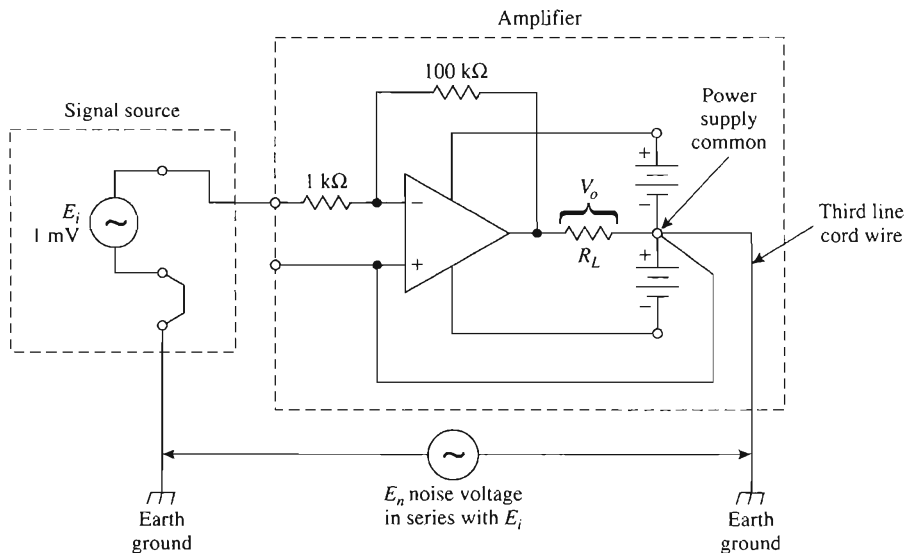 Amplifier
100 kΩ
Signal source
Power
supply
common
1 kΩ
+
−
E_i
1 mV
−
V_o
Third line
cord wire
+
R_L
+
−
E_n noise voltage
in series with E_i
Earth
ground
Earth
ground